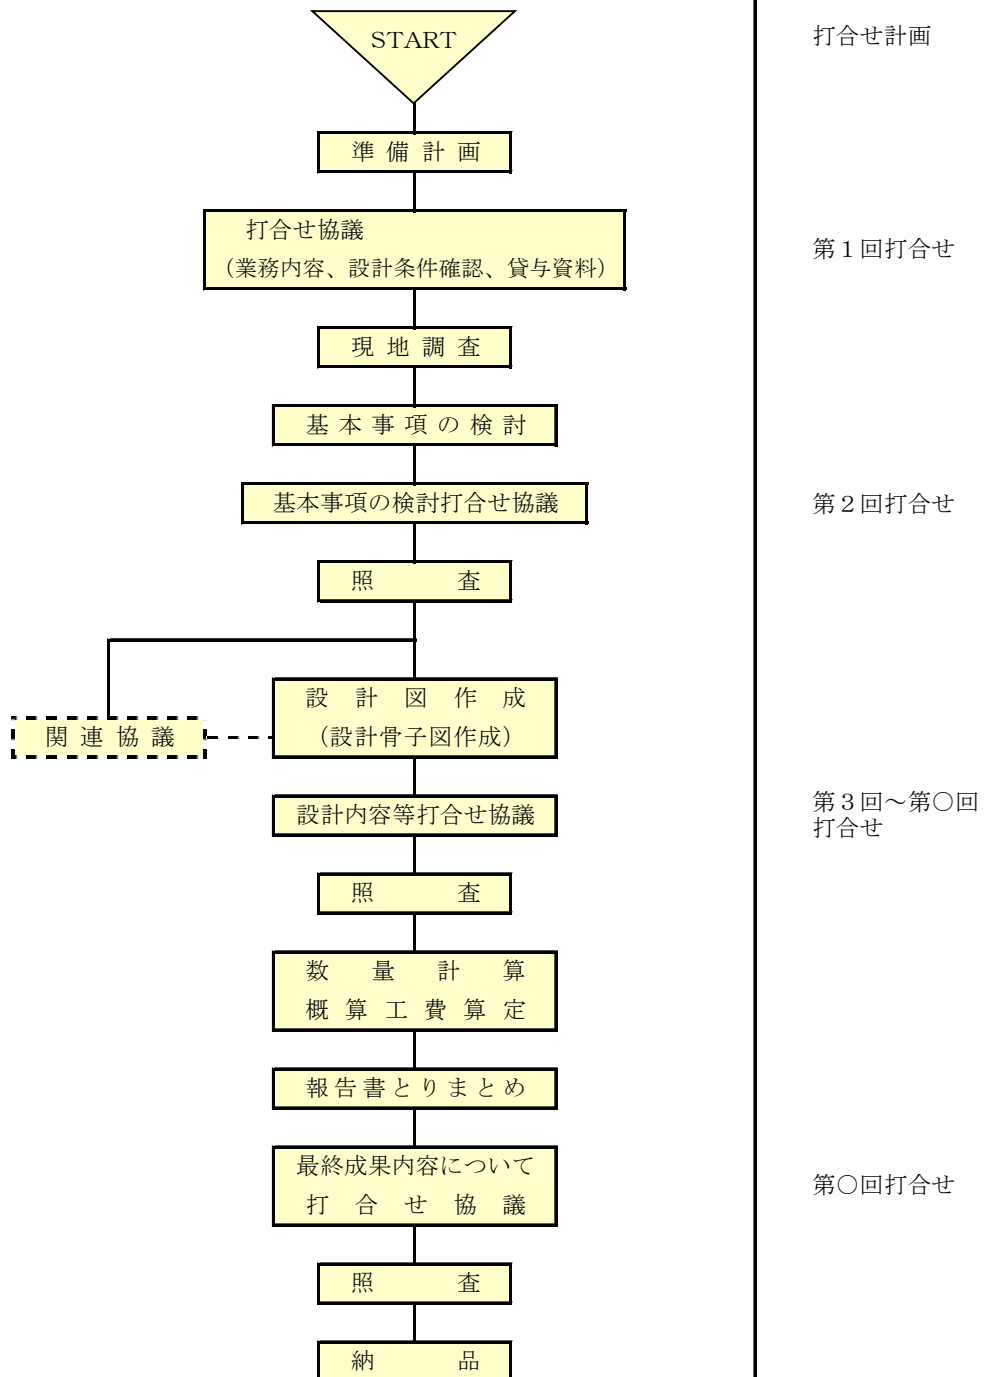 START
打合せ計画
準備計画
打合せ協議
第１回打合せ
（業務内容、設計条件確認、貸与資料）
現地調査
基本事項の検討
基本事項の検討打合せ協議
第２回打合せ
照査
設計図作成
関連協議
（設計骨子図作成）
設計内容等打合せ協議
第３回～第○回
打合せ
照査
数量計算
概算工費算定
報告書とりまとめ
最終成果内容について
打合せ協議
第○回打合せ
照査
納品